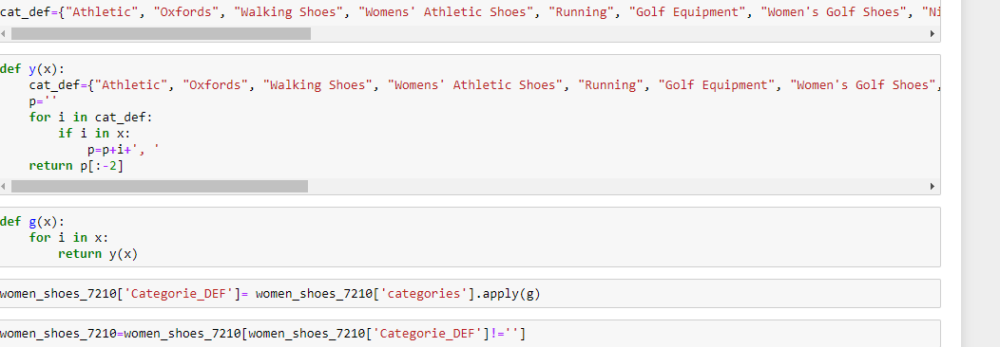 cat_def={"Athletic", "Oxfords", "Walking Shoes", "Womens' Athletic Shoes", "Running", "Golf Equipment", "Women's Golf Shoes", "Ni
def y(x):
    cat_def={"Athletic", "Oxfords", "Walking Shoes", "Womens' Athletic Shoes", "Running", "Golf Equipment", "Women's Golf Shoes",
    p=''
    for i in cat_def:
        if i in x:
            p=p+i+', '
    return p[:-2]
def g(x):
    for i in x:
        return y(x)
women_shoes_7210['Categorie_DEF']= women_shoes_7210['categories'].apply(g)
women_shoes_7210=women_shoes_7210[women_shoes_7210['Categorie_DEF']!='']